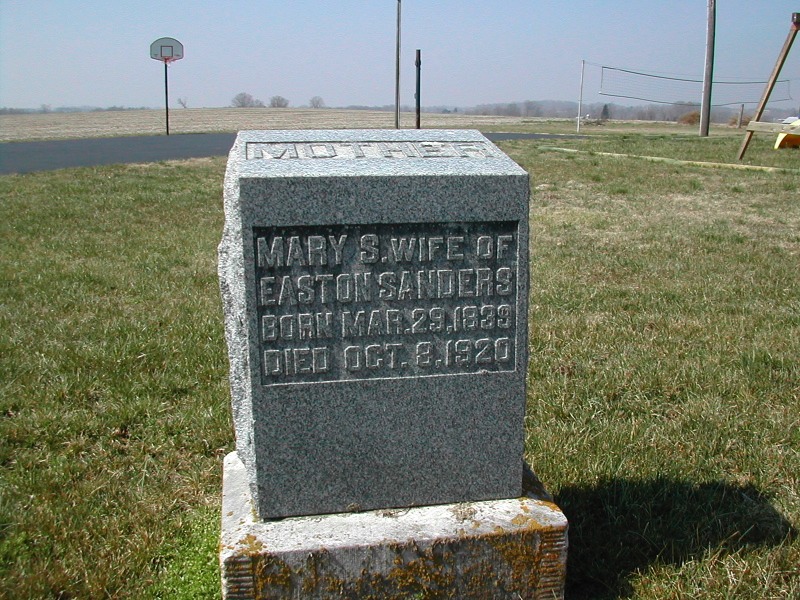 MOTHER
MARY S. WIFE OF
EASTON SANDERS
BORN MAR. 29, 1839
DIED OCT. 8. 1920